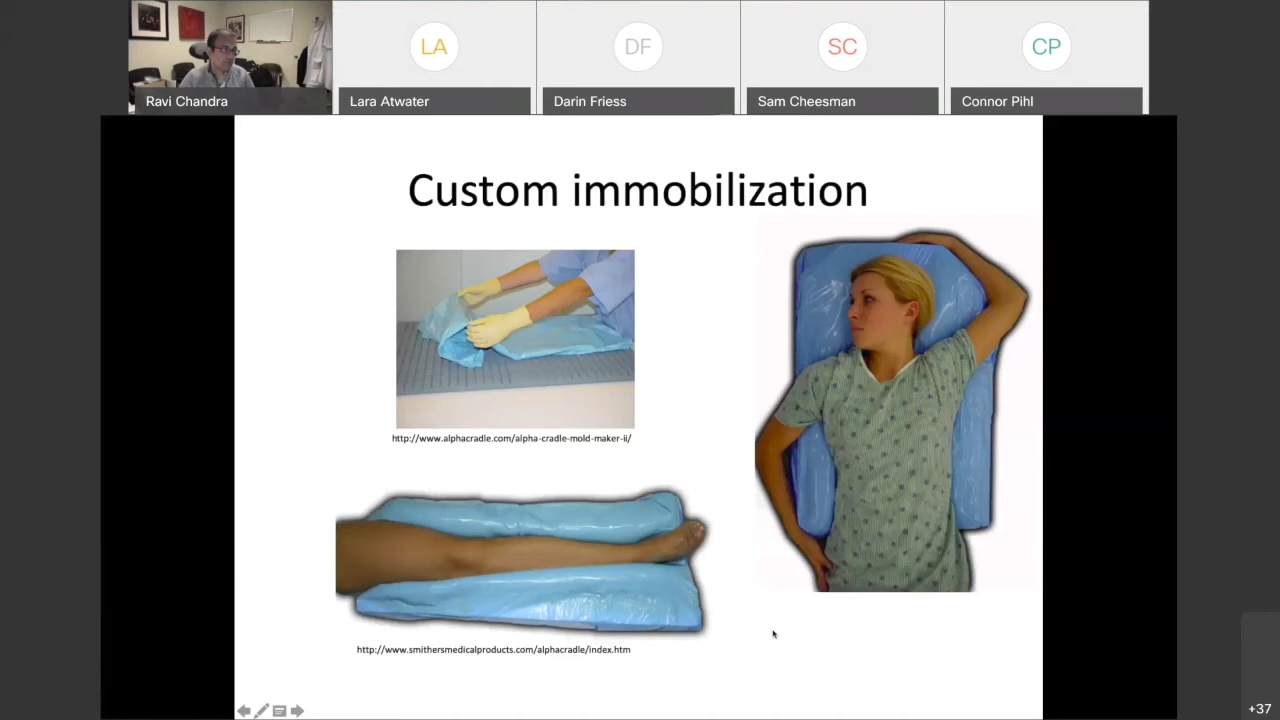 LA
DF
SC
CP
Ravi Chandra
Lara Atwater
Darin Friess
Sam Cheesman
Connor Pihl
Custom immobilization
http://www.alphacradle.com/alpha-cradle-mold-maker-ii/
http://www.smithersmedicalproducts.com/alphacradle/index.htm
+37